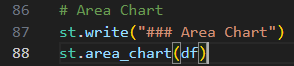 86 # Area Chart
87 st.write("### Area Chart")
88 st.area_chart(df)